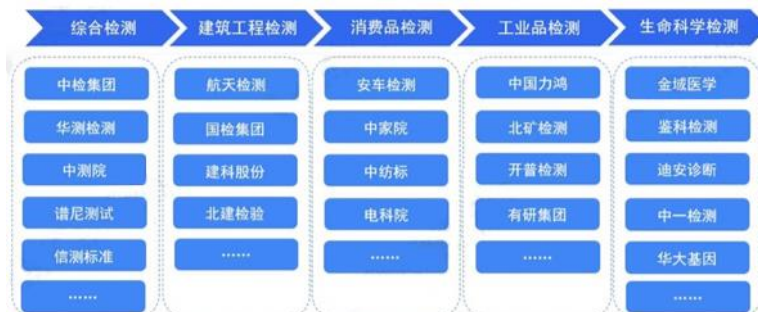 综合检测
建筑工程检测
消费品检测
工业品检测
生命科学检测
中检集团
华测检测
中测院
谱尼测试
信测标准
……
航天检测
国检集团
建科股份
北建检验
……
安车检测
中家院
中纺标
电科院
……
中国力鸿
北矿检测
开普检测
有研集团
……
金域医学
鉴科检测
迪安诊断
中一检测
华大基因
……